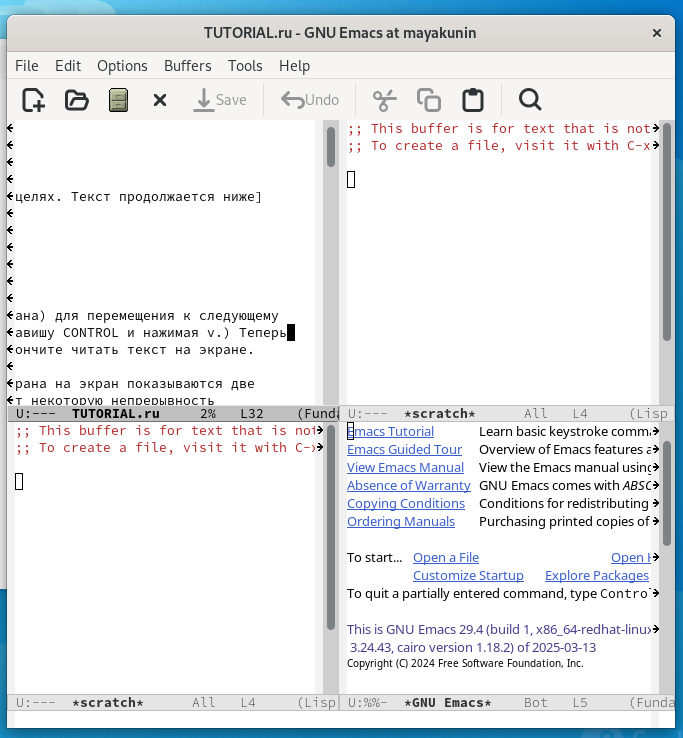 TUTORIAL.ru - GNU Emacs at mayakunin
File Edit Options Buffers Tools Help
Save Undo
целях. Текст продолжается ниже]
ана) для перемещения к следующему
авишу CONTROL и нажимая v.) Теперь
ончите читать текст на экране.
рана на экран показываются две
т некоторую непрерывность
U:--- TUTORIAL.ru 2% L32 (Funda
;; This buffer is for text that is not
;; To create a file, visit it with C-x
U:--- *scratch* All L4 (Lisp
;; This buffer is for text that is not
;; To create a file, visit it with C-x
U:--- *scratch* All L4 (Lisp
Emacs Tutorial Learn basic keystroke comm
Emacs Guided Tour Overview of Emacs features a
View Emacs Manual View the Emacs manual using
Absence of Warranty GNU Emacs comes with ABSO
Copying Conditions Conditions for redistributing
Ordering Manuals Purchasing printed copies of
To start... Open a File Open H
Customize Startup Explore Packages
To quit a partially entered command, type Control
This is GNU Emacs 29.4 (build 1, x86_64-redhat-linux
3.24.43, cairo version 1.18.2) of 2025-03-13
Copyright (C) 2024 Free Software Foundation, Inc.
U:%%- *GNU Emacs* Bot L5 (Funda